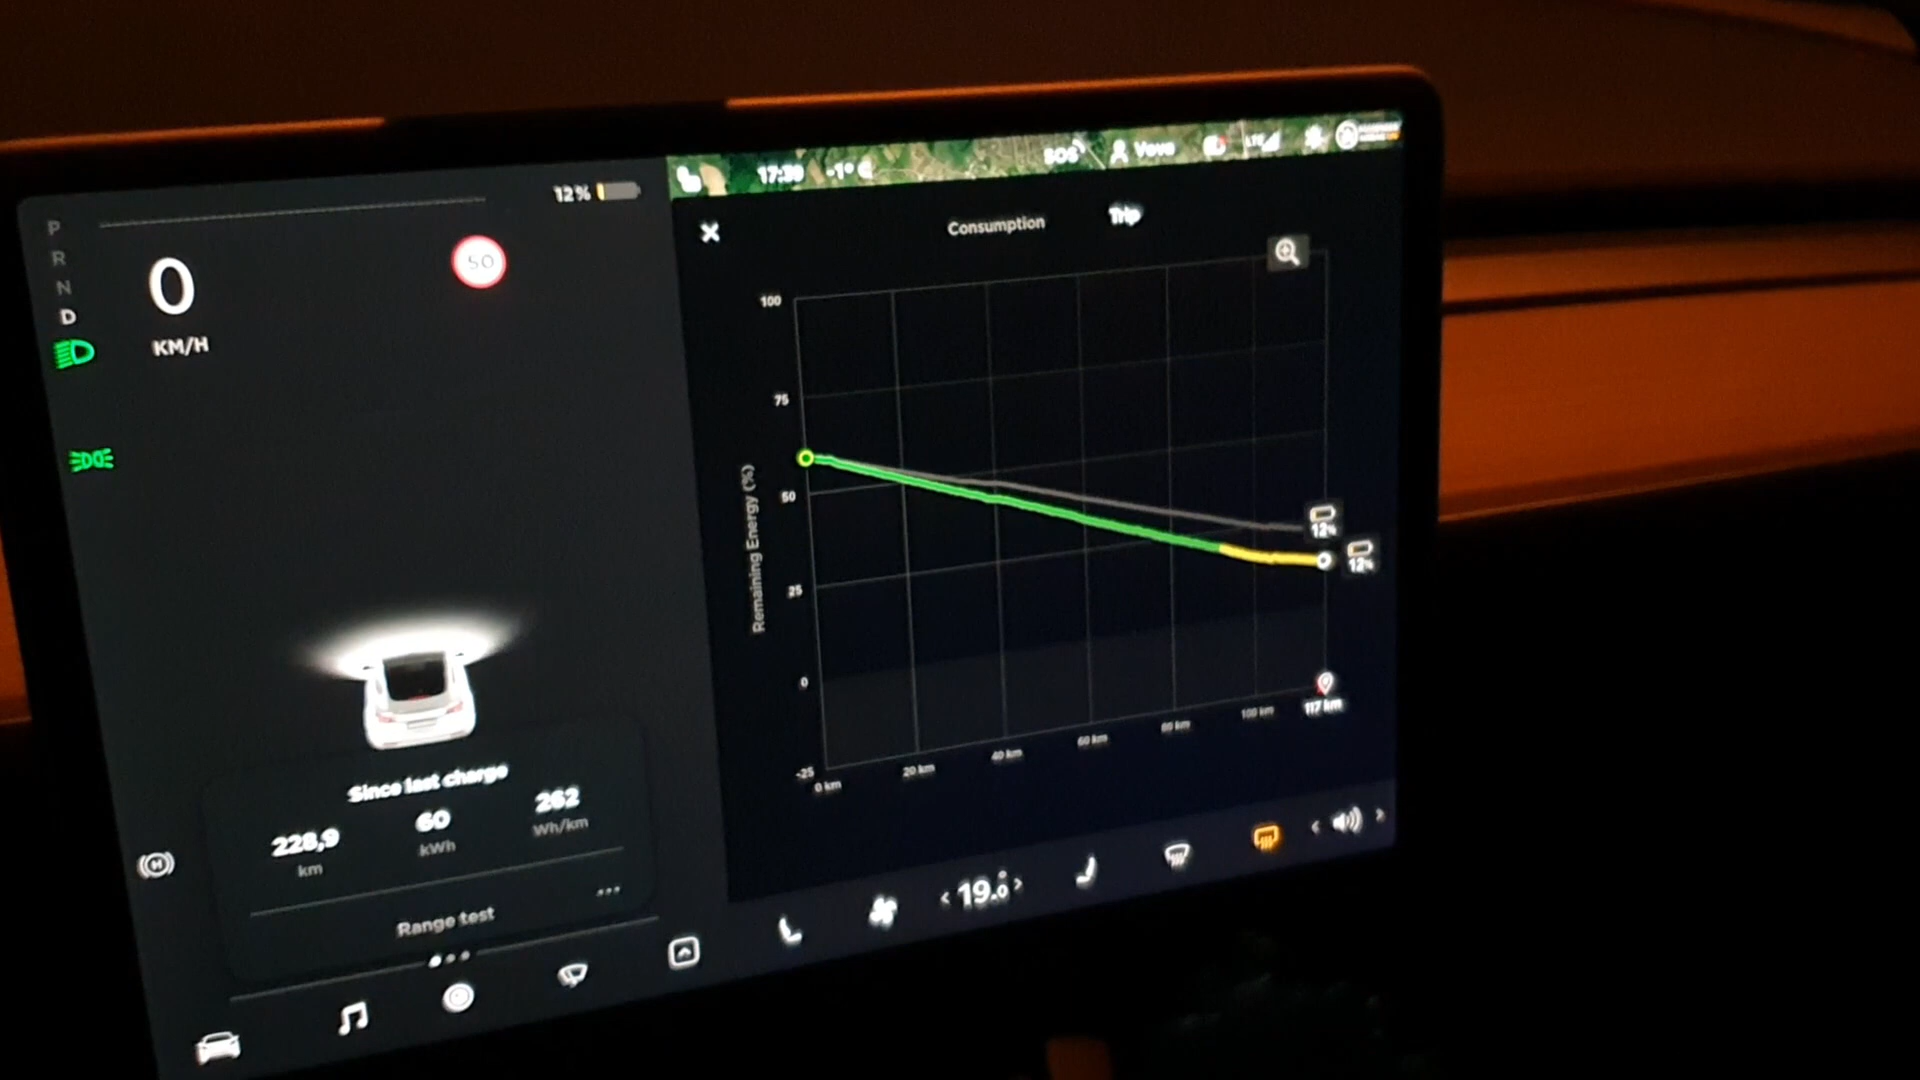 P
R
N
D
0
KM/H
50
12%
17:39 -1°C
SOS
Vova
LTE
Consumption
Trip
100
75
50
25
0
-25
Remaining Energy (%)
12%
12%
0 km
20 km
40 km
60 km
80 km
100 km
117 km
Since last charge
228,9
km
60
kWh
262
Wh/km
Range test
...
< 19.0 >
< >